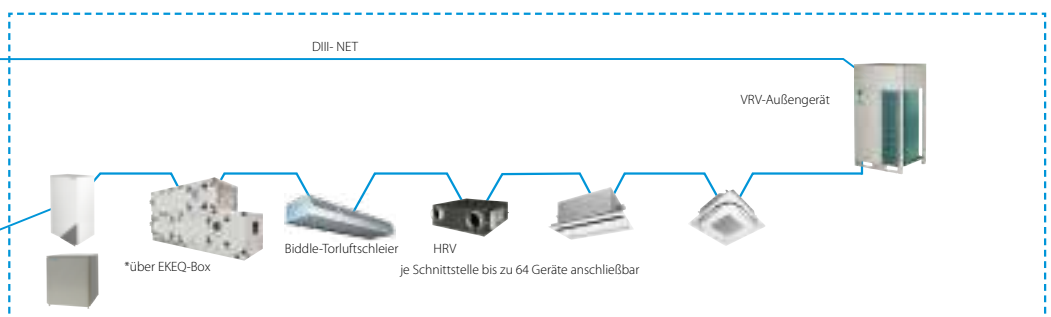 DIII- NET
VRV-Außengerät
Biddle-Torluftschleier
HRV
*über EKEQ-Box
je Schnittstelle bis zu 64 Geräte anschließbar